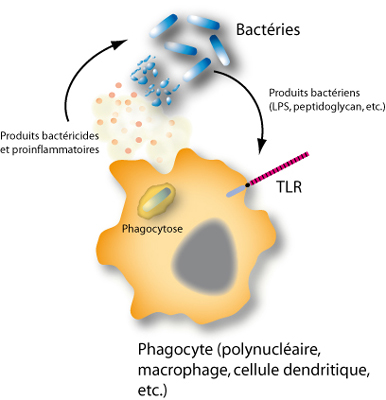 Bactéries
Produits bactériens
(LPS, peptidoglycan, etc.)
Produits bactéricides
et proinflammatoires
TLR
Phagocytose
Phagocyte (polynucléaire,
macrophage, cellule dendritique,
etc.)